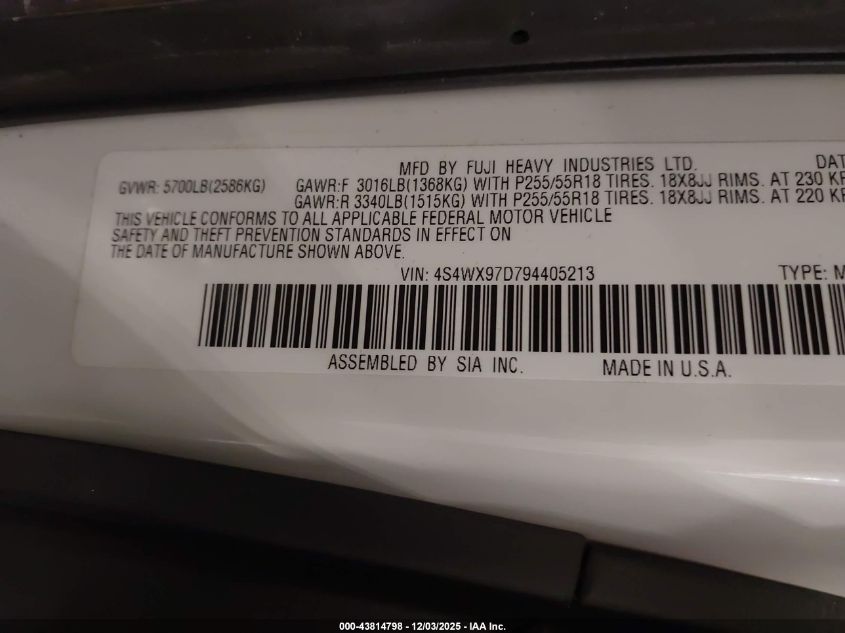 MFD BY FUJI HEAVY INDUSTRIES LTD. DAT
GVWR: 5700LB(2586KG) GAWR:F 3016LB(1368KG) WITH P255/55R18 TIRES. 18X8JJ RIMS. AT 230 KP
GAWR:R 3340LB(1515KG) WITH P255/55R18 TIRES. 18X8JJ RIMS. AT 220 KP
THIS VEHICLE CONFORMS TO ALL APPLICABLE FEDERAL MOTOR VEHICLE
SAFETY AND THEFT PREVENTION STANDARDS IN EFFECT ON
THE DATE OF MANUFACTURE SHOWN ABOVE.
VIN: 4S4WX97D794405213 TYPE: M
ASSEMBLED BY SIA INC. MADE IN U.S.A.
000-43814798 - 12/03/2025 - IAA Inc.